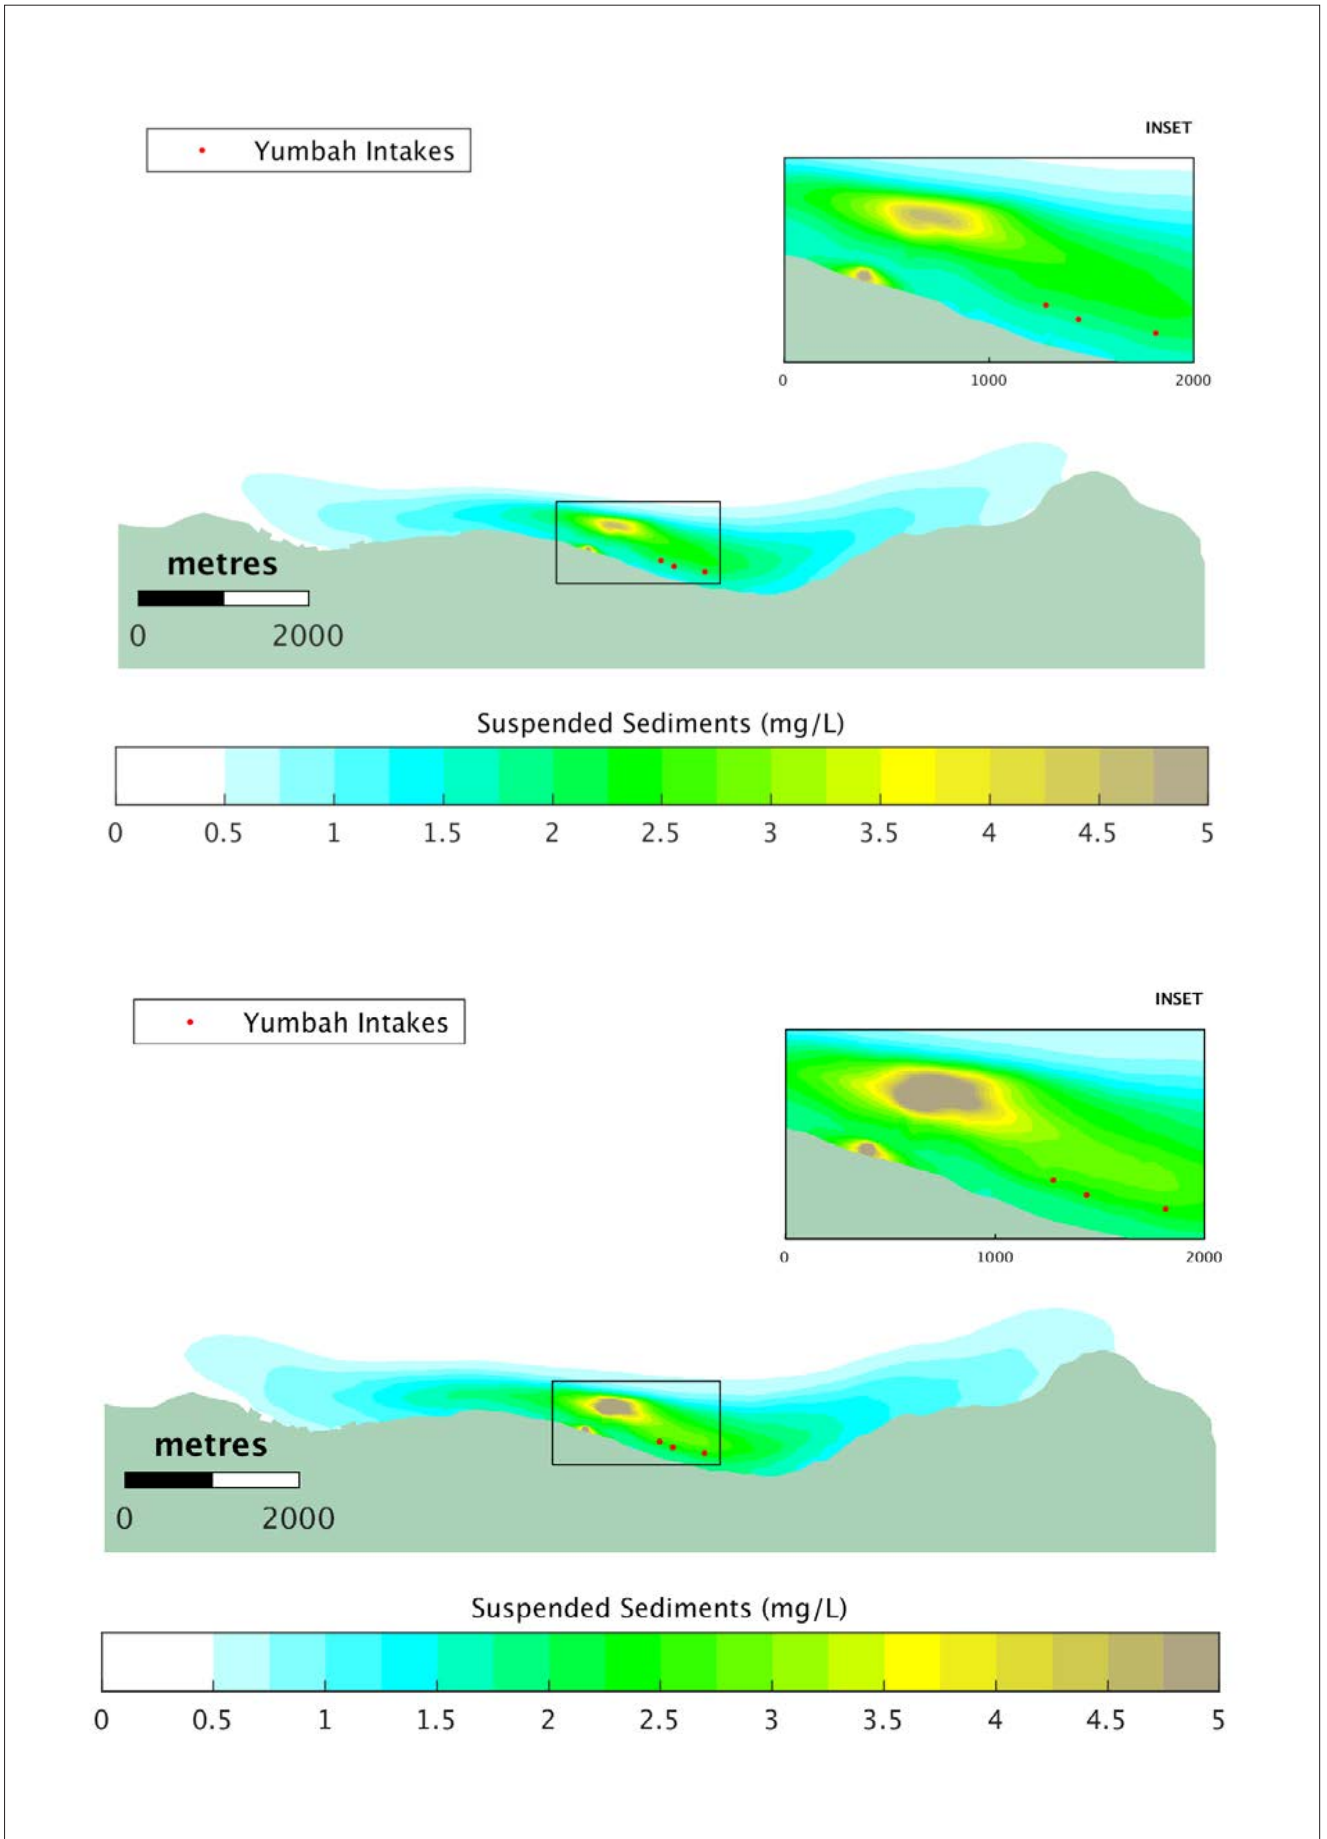 Yumbah Intakes
INSET
0 1000 2000
metres
0 2000
Suspended Sediments (mg/L)
0 0.5 1 1.5 2 2.5 3 3.5 4 4.5 5
Yumbah Intakes
INSET
0 1000 2000
metres
0 2000
Suspended Sediments (mg/L)
0 0.5 1 1.5 2 2.5 3 3.5 4 4.5 5